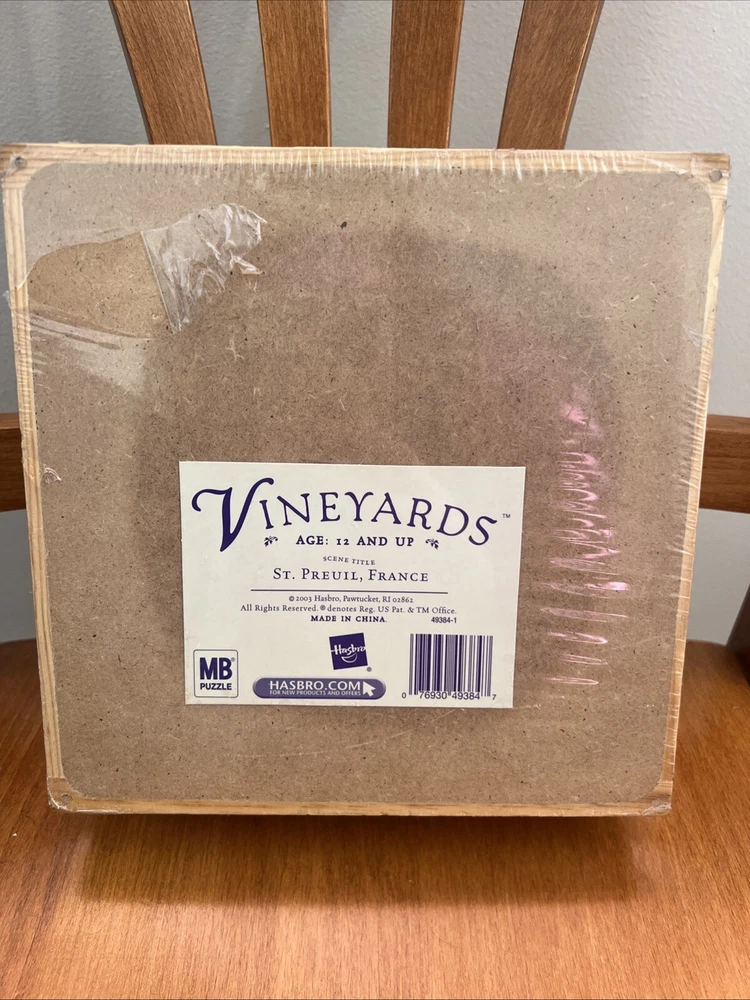 VINEYARDS™
AGE: 12 AND UP
SCENE TITLE
ST. PREUIL, FRANCE
© 2003 Hasbro, Pawtucket, RI 02862
All Rights Reserved. ® denotes Reg. US Pat. & TM Office.
MADE IN CHINA. 49384-1
MB®
PUZZLE
Hasbro®
HASBRO.COM
FOR NEW PRODUCTS AND OFFERS
0 76930 49384 7